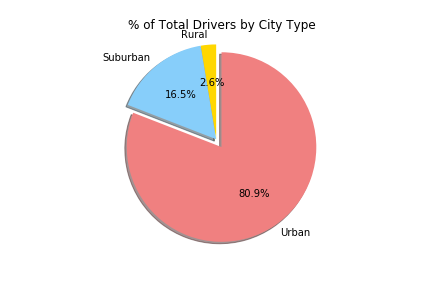 % of Total Drivers by City Type
Rural
Suburban
2.6%
16.5%
80.9%
Urban